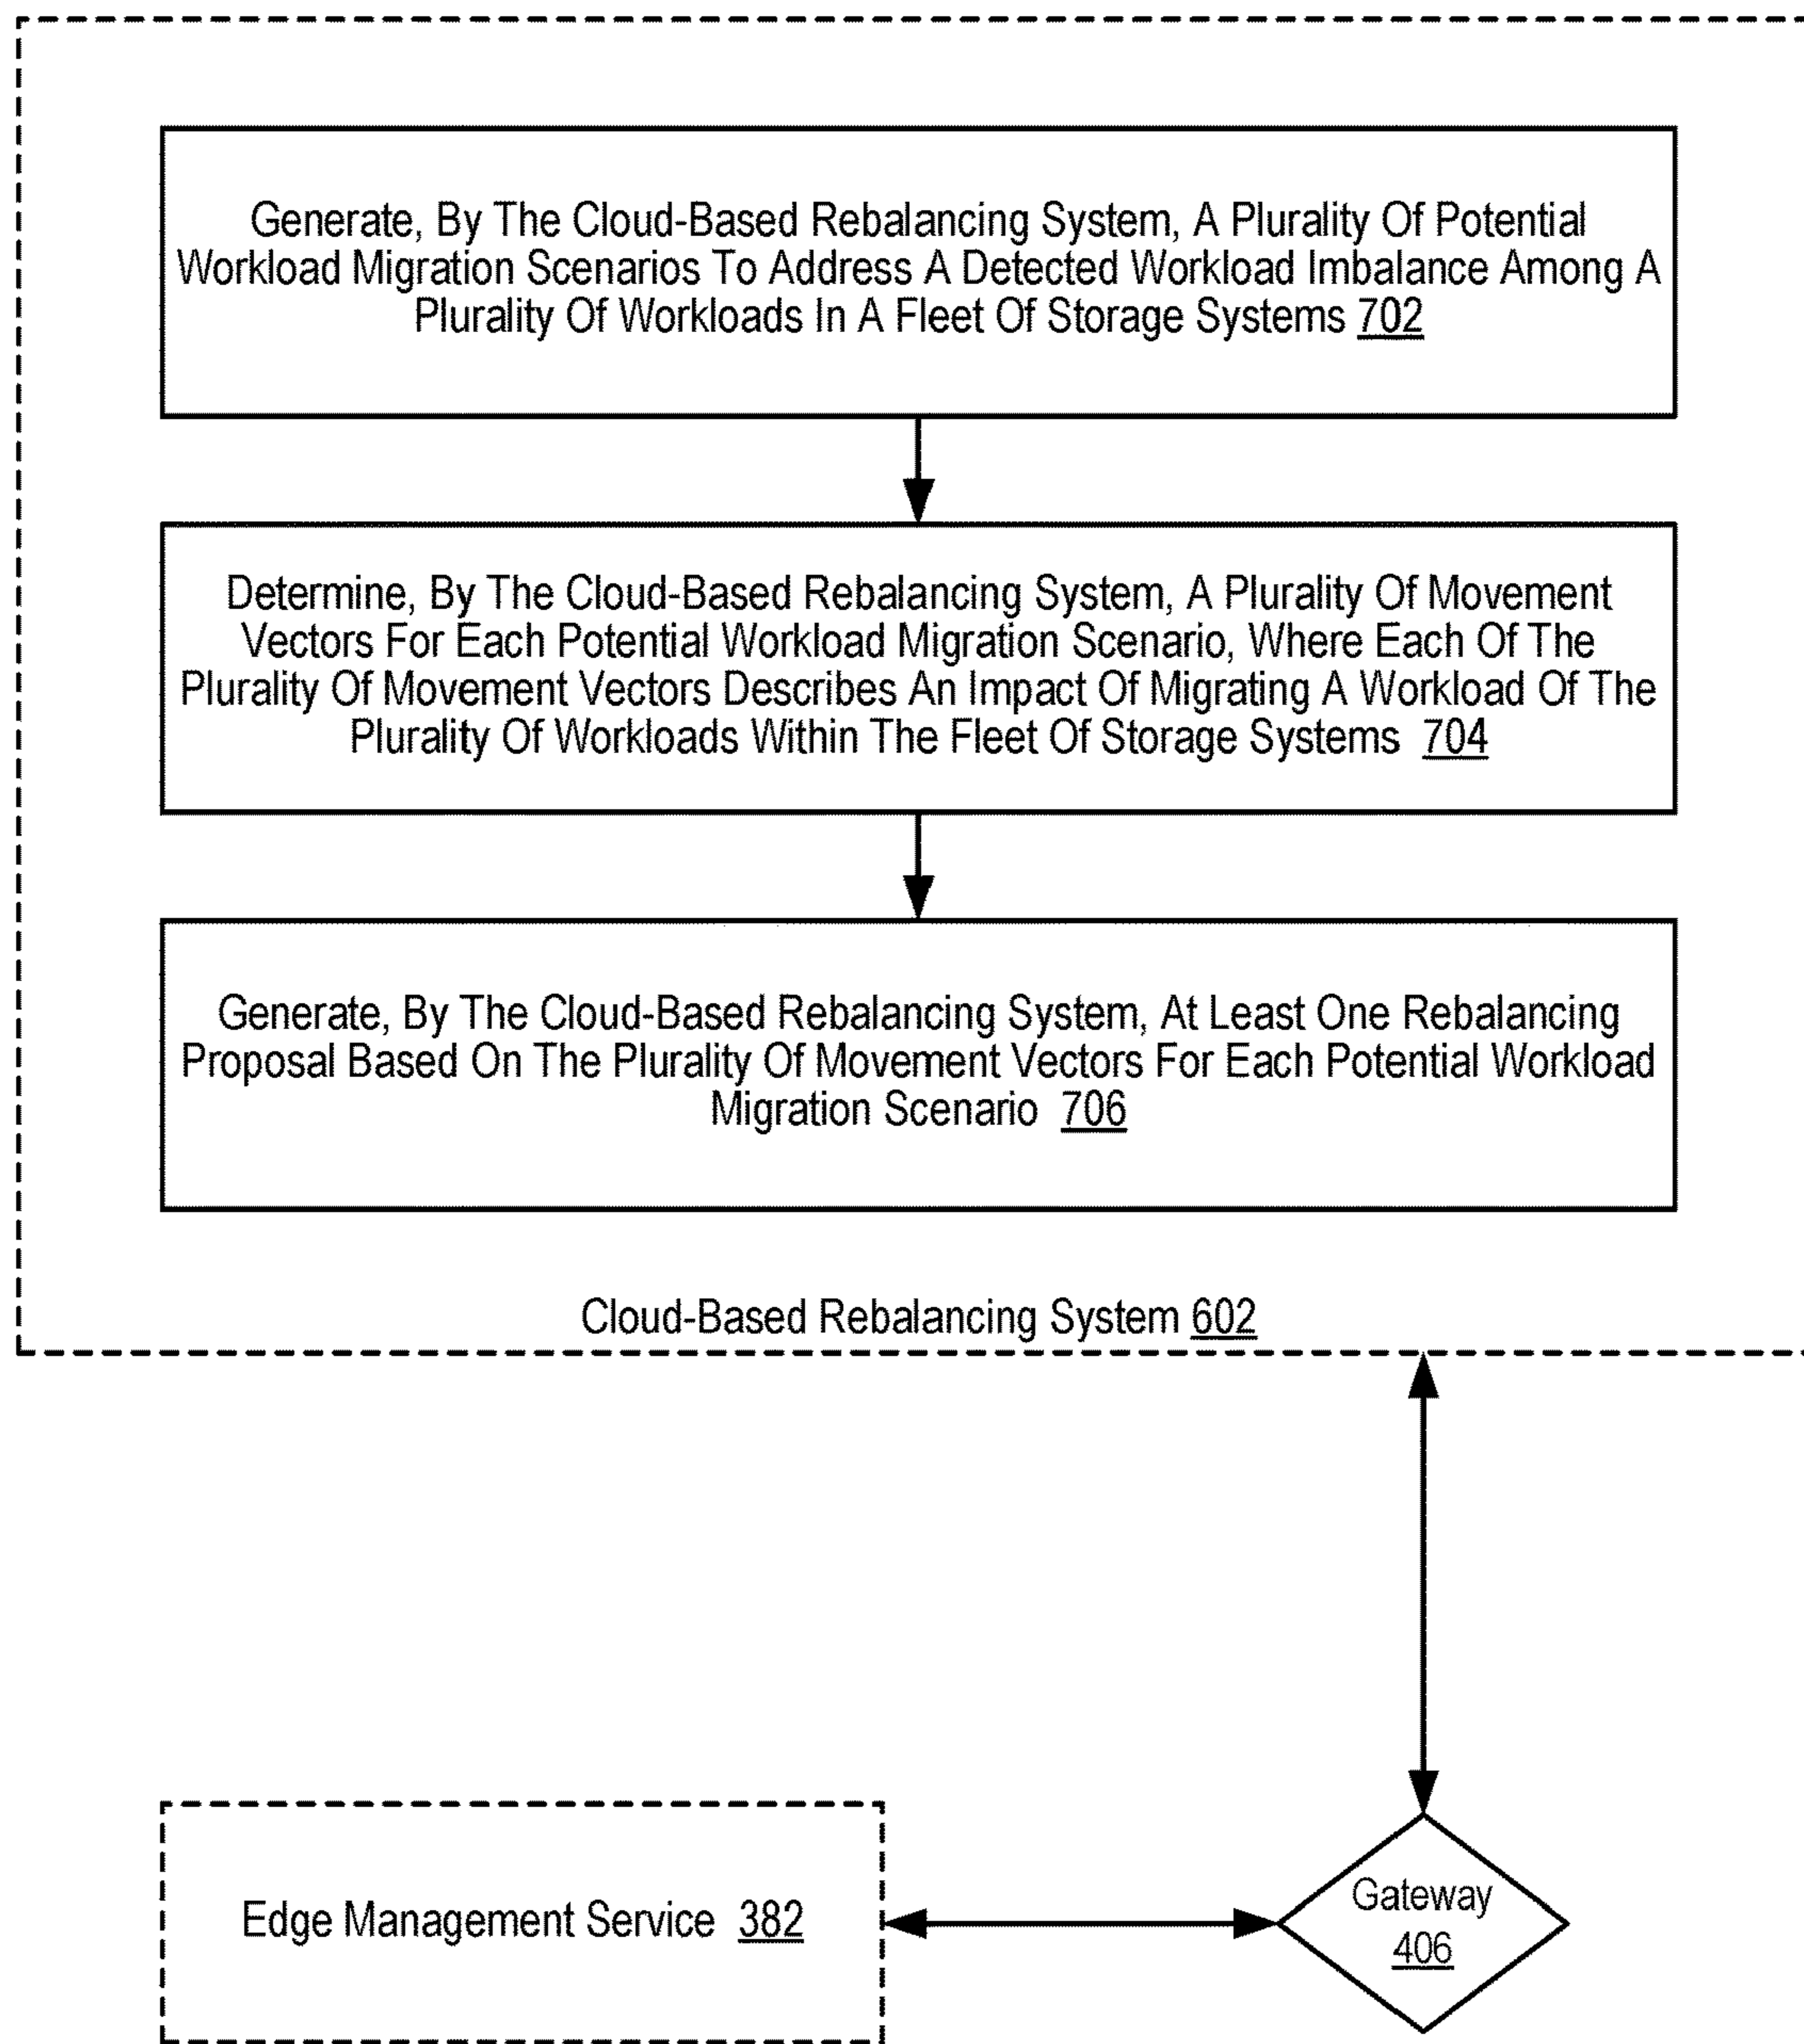 Generate, By The Cloud-Based Rebalancing System, A Plurality Of Potential
Workload Migration Scenarios To Address A Detected Workload Imbalance Among A
Plurality Of Workloads In A Fleet Of Storage Systems 702
Determine, By The Cloud-Based Rebalancing System, A Plurality Of Movement
Vectors For Each Potential Workload Migration Scenario, Where Each Of The
Plurality Of Movement Vectors Describes An Impact Of Migrating A Workload Of The
Plurality Of Workloads Within The Fleet Of Storage Systems 704
Generate, By The Cloud-Based Rebalancing System, At Least One Rebalancing
Proposal Based On The Plurality Of Movement Vectors For Each Potential Workload
Migration Scenario 706
Cloud-Based Rebalancing System 602
Edge Management Service 382
Gateway
406